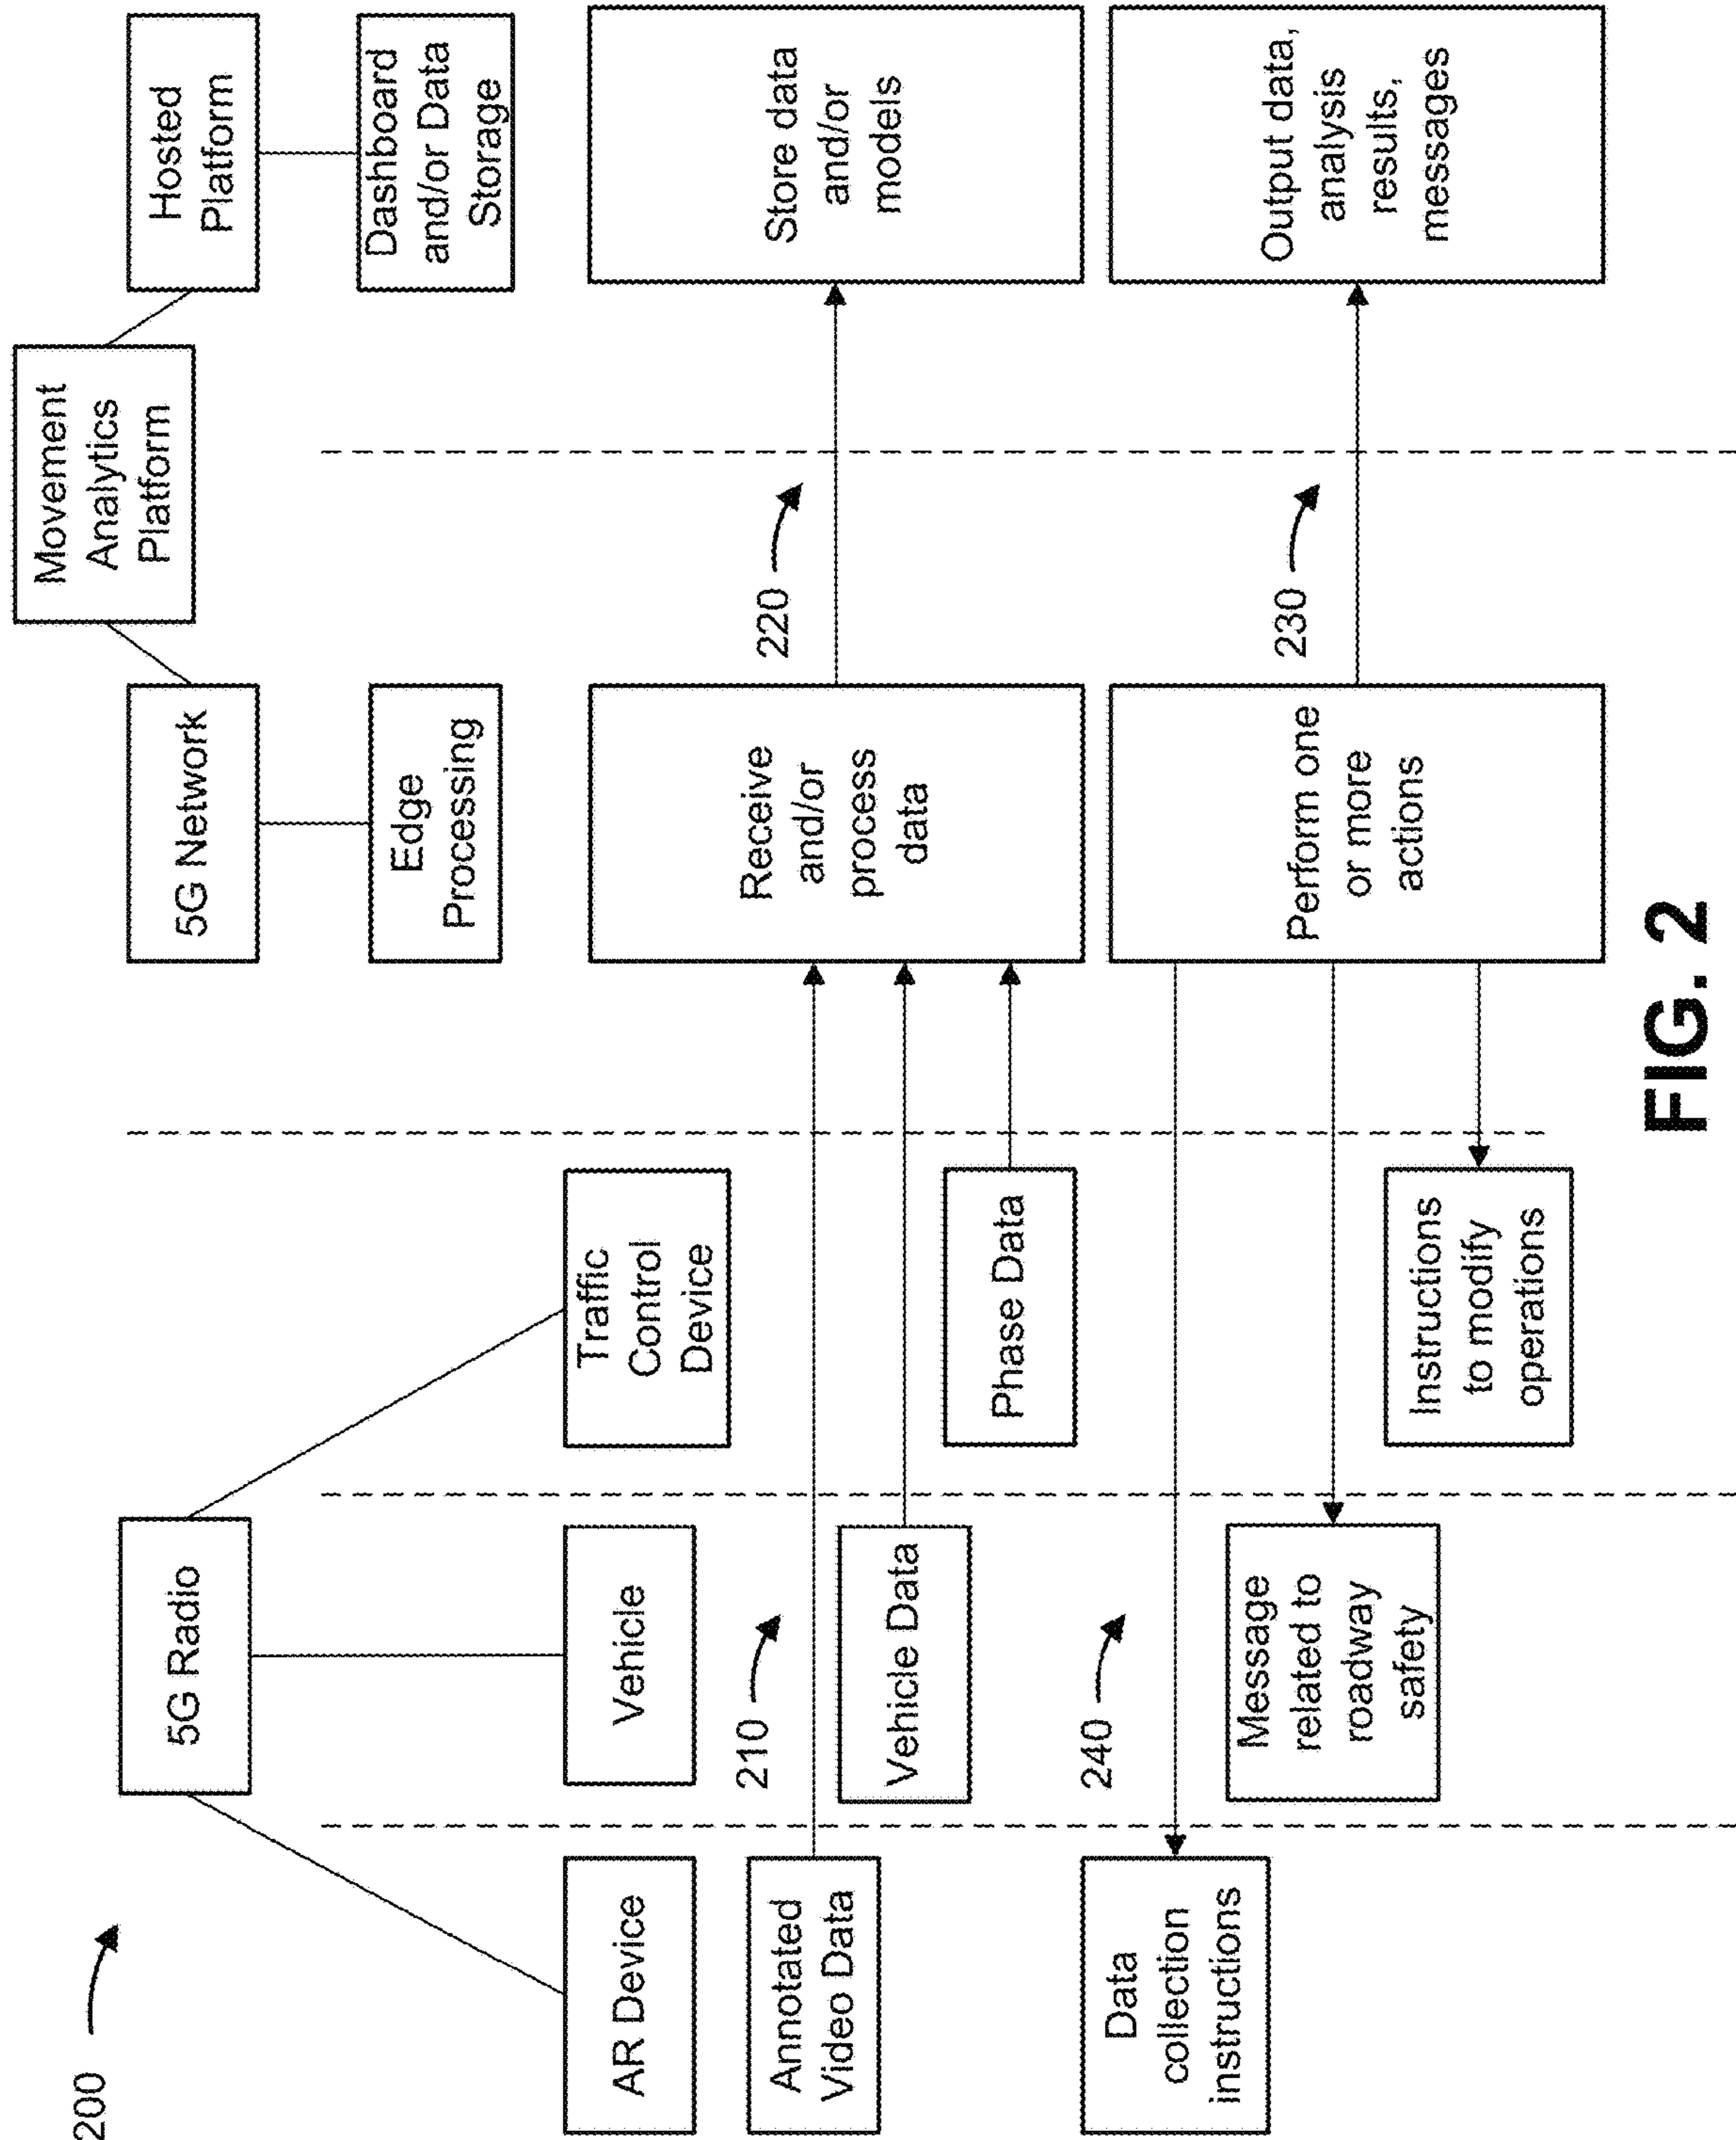 200
5G Radio
Movement
Analytics
Platform
5G Network
Hosted
Platform
Edge
Processing
Dashboard
and/or Data
Storage
AR Device
Vehicle
Traffic
Control
Device
210
220
Annotated
Video Data
Vehicle Data
Phase Data
Receive
and/or
process
data
Store data
and/or
models
240
230
Data
collection
instructions
Message
related to
roadway
safety
Instructions
to modify
operations
Perform one
or more
actions
Output data,
analysis
results,
messages
FIG. 2